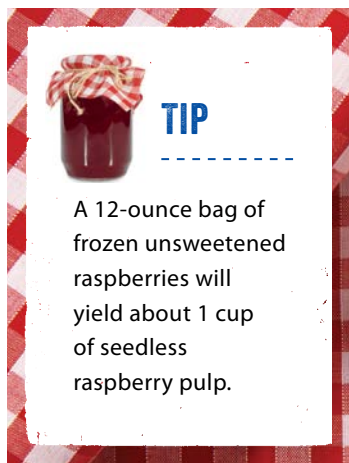 TIP
A 12-ounce bag of
frozen unsweetened
raspberries will
yield about 1 cup
of seedless
raspberry pulp.